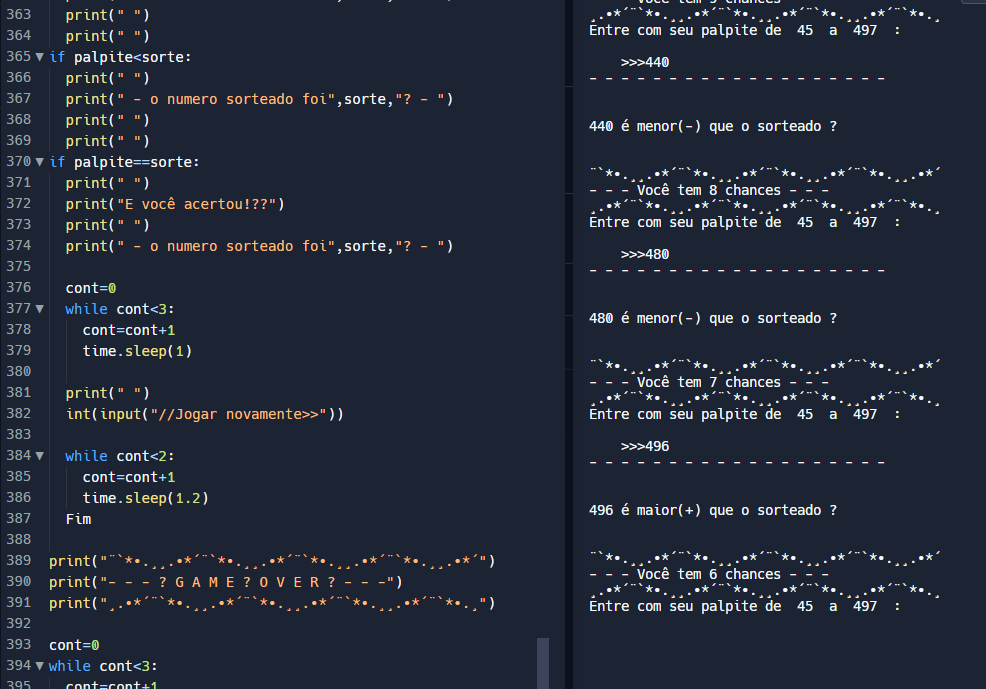 363 print(" ")
364 print(" ")
365 if palpite<sorte:
366 print(" ")
367 print(" - o numero sorteado foi",sorte,"? - ")
368 print(" ")
369 print(" ")
370 if palpite==sorte:
371 print(" ")
372 print("E você acertou!??")
373 print(" ")
374 print(" - o numero sorteado foi",sorte,"? - ")
375
376 cont=0
377 while cont<3:
378 cont=cont+1
379 time.sleep(1)
380
381 print(" ")
382 int(input("//Jogar novamente>>"))
383
384 while cont<2:
385 cont=cont+1
386 time.sleep(1.2)
387 Fim
388
389 print("¨`*•.¸¸.•*´¨`*•.¸¸.•*´¨`*•.¸¸.•*´¨`*•.¸¸.•*´")
390 print("- - - ? G A M E ? O V E R ? - - -")
391 print("¸.•*´¨`*•.¸¸.•*´¨`*•.¸¸.•*´¨`*•.¸¸.•*´¨`*•.¸")
392
393 cont=0
394 while cont<3:
395 cont=cont+1
¸.•*´¨`*•.¸¸.•*´¨`*•.¸¸.•*´¨`*•.¸¸.•*´¨`*•.¸
Entre com seu palpite de 45 a 497 :
>>>440
- - - - - - - - - - - - - - - - - - -
440 é menor(-) que o sorteado ?
¨`*•.¸¸.•*´¨`*•.¸¸.•*´¨`*•.¸¸.•*´¨`*•.¸¸.•*´
- - - Você tem 8 chances - - -
¸.•*´¨`*•.¸¸.•*´¨`*•.¸¸.•*´¨`*•.¸¸.•*´¨`*•.¸
Entre com seu palpite de 45 a 497 :
>>>480
- - - - - - - - - - - - - - - - - - -
480 é menor(-) que o sorteado ?
¨`*•.¸¸.•*´¨`*•.¸¸.•*´¨`*•.¸¸.•*´¨`*•.¸¸.•*´
- - - Você tem 7 chances - - -
¸.•*´¨`*•.¸¸.•*´¨`*•.¸¸.•*´¨`*•.¸¸.•*´¨`*•.¸
Entre com seu palpite de 45 a 497 :
>>>496
- - - - - - - - - - - - - - - - - - -
496 é maior(+) que o sorteado ?
¨`*•.¸¸.•*´¨`*•.¸¸.•*´¨`*•.¸¸.•*´¨`*•.¸¸.•*´
- - - Você tem 6 chances - - -
¸.•*´¨`*•.¸¸.•*´¨`*•.¸¸.•*´¨`*•.¸¸.•*´¨`*•.¸
Entre com seu palpite de 45 a 497 :